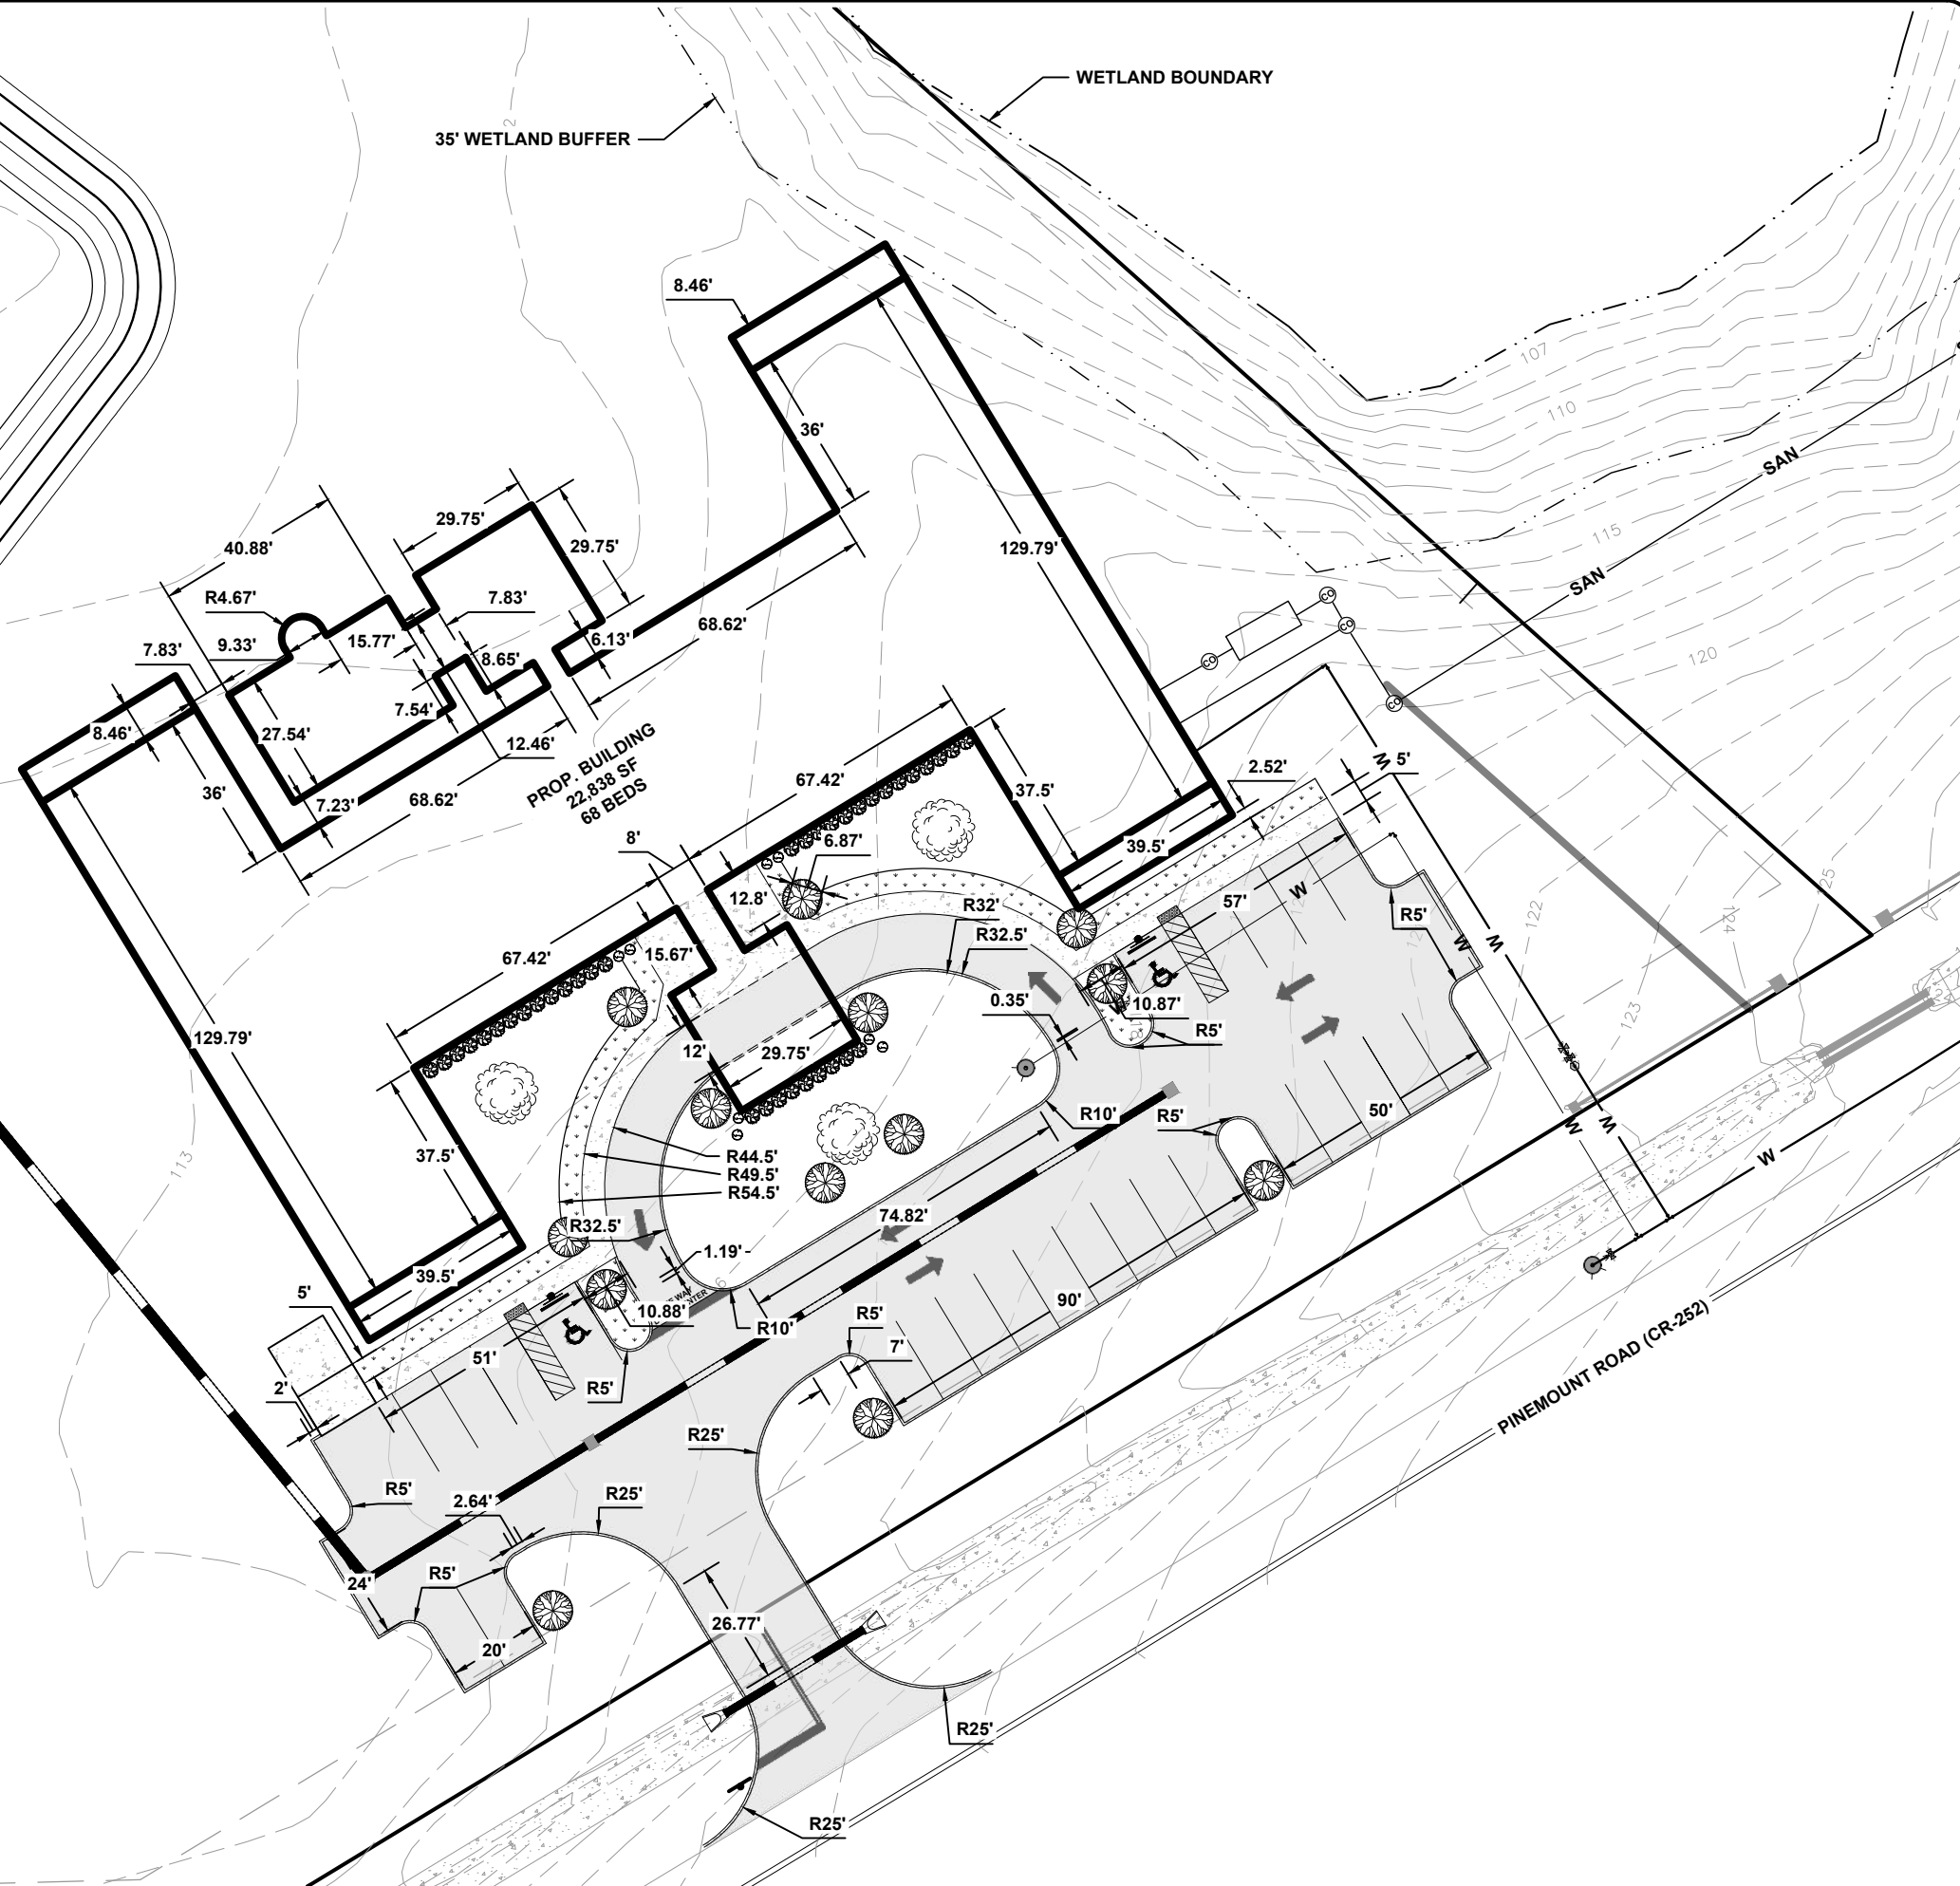 WETLAND BOUNDARY
35' WETLAND BUFFER
2
8.46'
107
110
36'
SAN
29.75'
115
40.88'
29.75'
129.79'
SAN
R4.67'
7.83'
15.77'
6.13'
68.62'
9.33'
7.83'
8.65'
120
7.54'
8.46'
27.54'
12.46'
PROP. BUILDING
22,838 SF
68 BEDS
W
5'
2.52'
67.42'
37.5'
36'
7.23'
68.62'
8'
6.87'
39.5'
125
12.8'
W
57'
R32'
R5'
122
124
R32.5'
67.42'
15.67'
W
W
0.35'
10.87'
W
123
R5'
129.79'
12'
29.75'
R10'
R5'
50'
W
W
W
37.5'
113
R44.5'
R49.5'
R54.5'
74.82'
R32.5'
1.19'
39.5'
5'
10.88'
R10'
90'
R5'
7'
51'
R5'
2'
PINEMOUNT ROAD (CR-252)
R25'
R5'
2.64'
R25'
24'
R5'
26.77'
20'
R25'
R25'
CO
CO
CO
CO